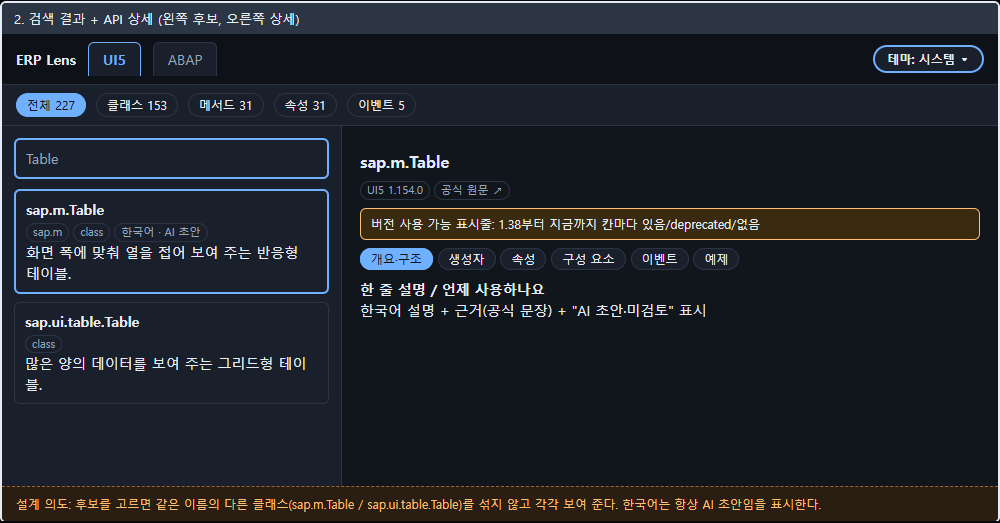 2. 검색 결과 + API 상세 (왼쪽 후보, 오른쪽 상세)
ERP Lens UI5 ABAP 테마: 시스템
전체 227 클래스 153 메서드 31 속성 31 이벤트 5
Table
sap.m.Table
sap.m class 한국어 · AI 초안
화면 폭에 맞춰 열을 접어 보여 주는 반응형
테이블.
sap.ui.table.Table
class
많은 양의 데이터를 보여 주는 그리드형 테이
블.
sap.m.Table
UI5 1.154.0 공식 원문 ↗
버전 사용 가능 표시줄: 1.38부터 지금까지 칸마다 있음/deprecated/없음
개요·구조 생성자 속성 구성 요소 이벤트 예제
한 줄 설명 / 언제 사용하나요
한국어 설명 + 근거(공식 문장) + "AI 초안·미검토" 표시
설계 의도: 후보를 고르면 같은 이름의 다른 클래스(sap.m.Table / sap.ui.table.Table)를 섞지 않고 각각 보여 준다. 한국어는 항상 AI 초안임을 표시한다.